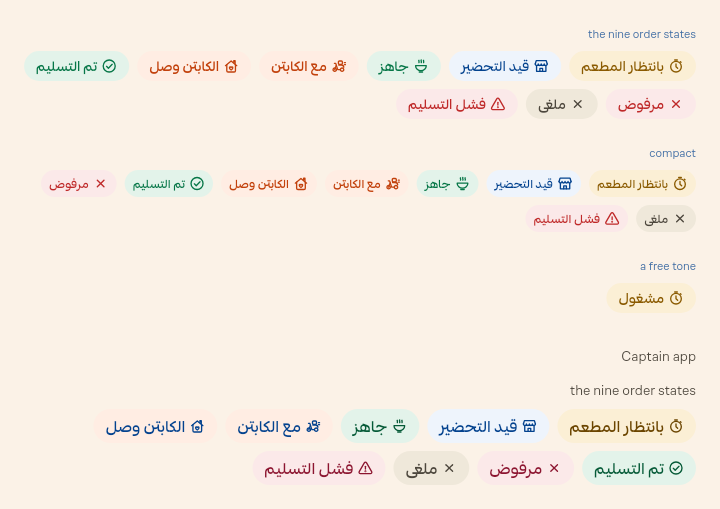 the nine order states
بانتظار المطعم قيد التحضير جاهز مع الكابتن الكابتن وصل تم التسليم
مرفوض ملغى فشل التسليم
compact
بانتظار المطعم قيد التحضير جاهز مع الكابتن الكابتن وصل تم التسليم مرفوض
ملغى فشل التسليم
a free tone
مشغول
Captain app
the nine order states
بانتظار المطعم قيد التحضير جاهز مع الكابتن الكابتن وصل
تم التسليم مرفوض ملغى فشل التسليم